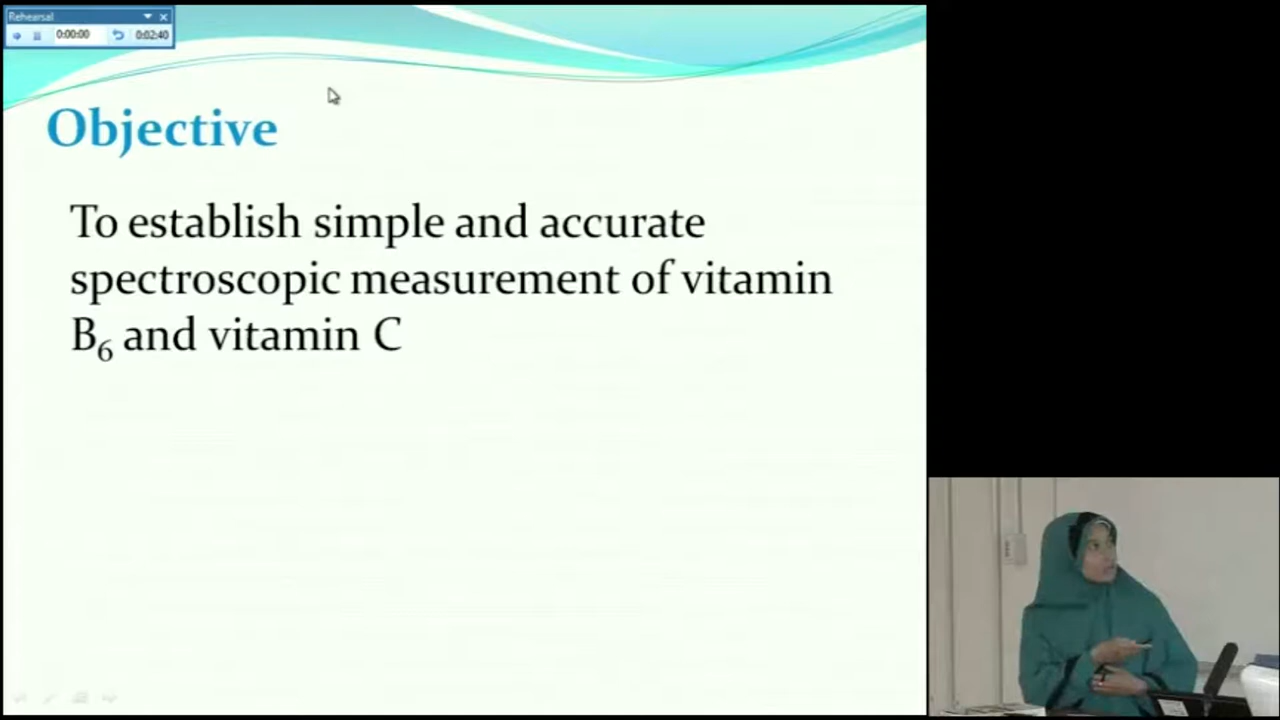 Rehearsal
0:00:00 0:02:40
Objective
To establish simple and accurate
spectroscopic measurement of vitamin
B₆ and vitamin C